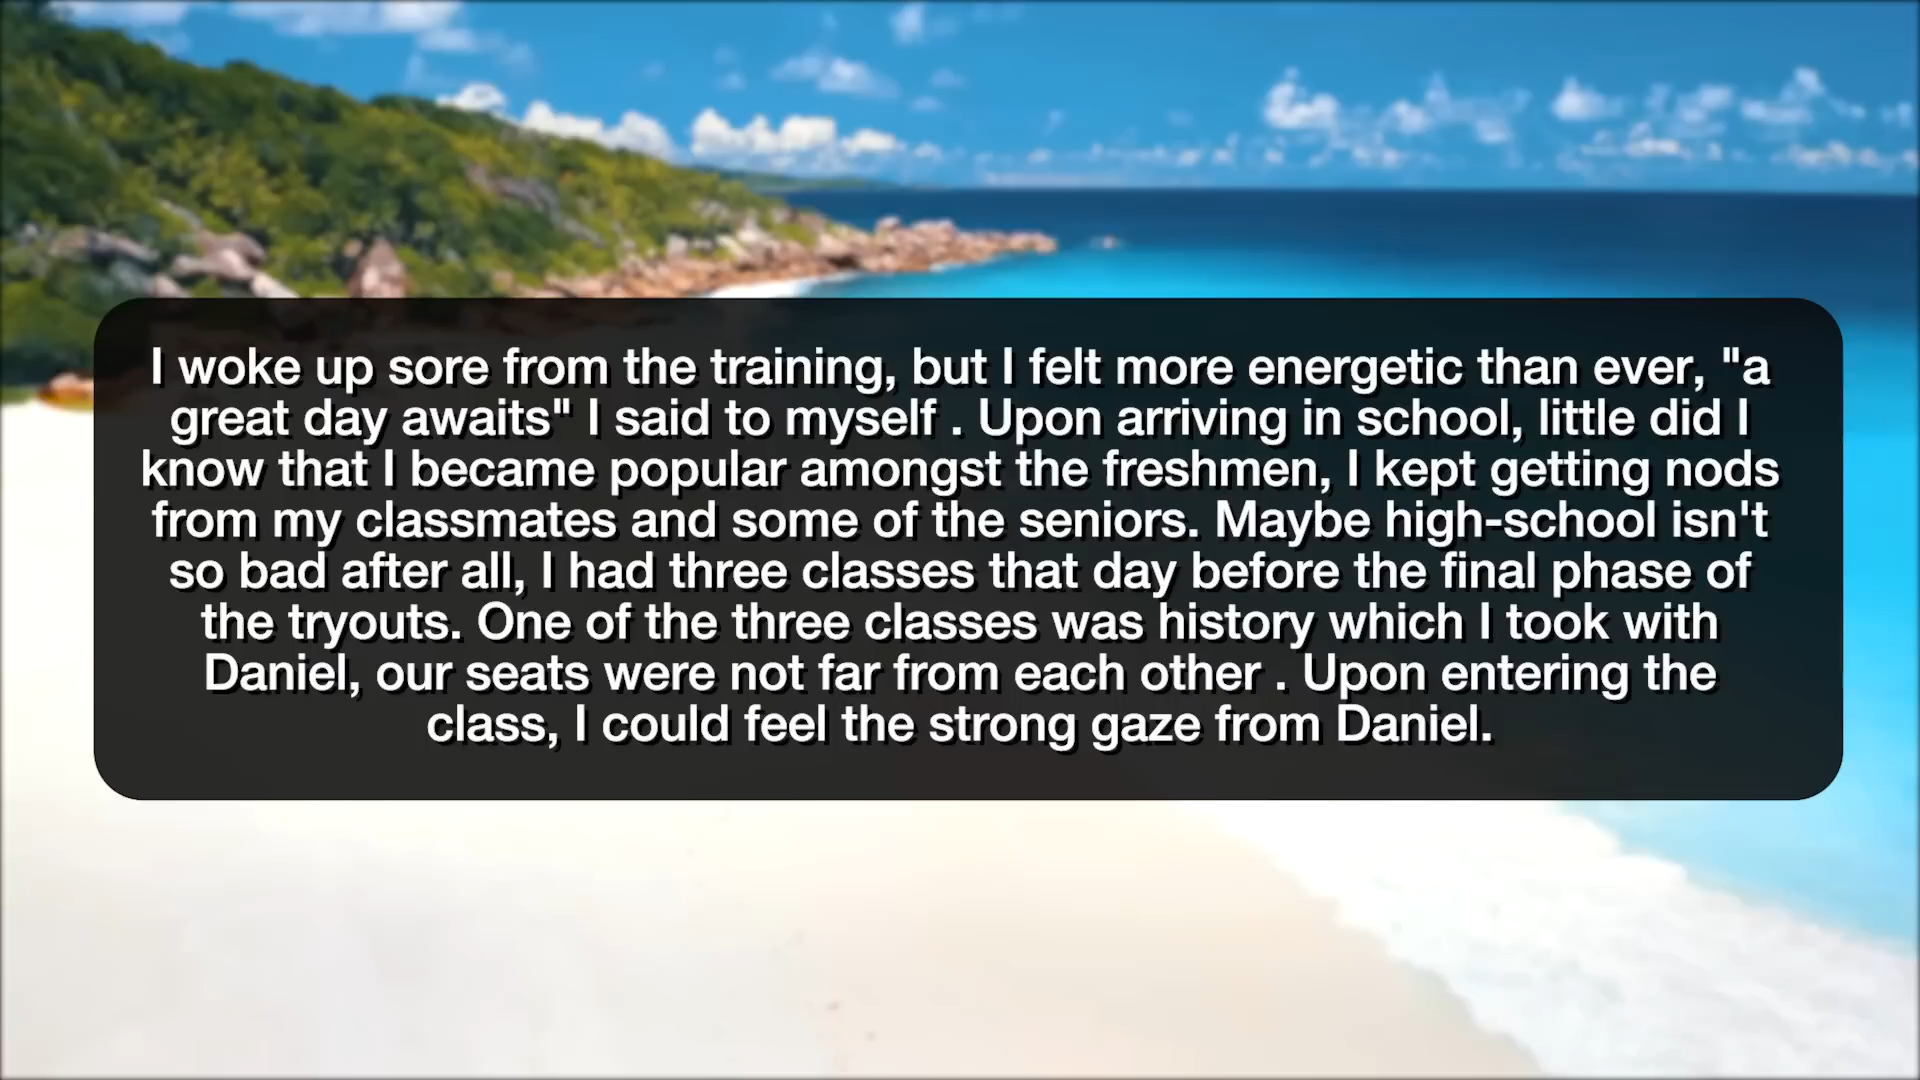 I woke up sore from the training, but I felt more energetic than ever, "a
great day awaits" I said to myself . Upon arriving in school, little did I
know that I became popular amongst the freshmen, I kept getting nods
from my classmates and some of the seniors. Maybe high-school isn't
so bad after all, I had three classes that day before the final phase of
the tryouts. One of the three classes was history which I took with
Daniel, our seats were not far from each other . Upon entering the
class, I could feel the strong gaze from Daniel.